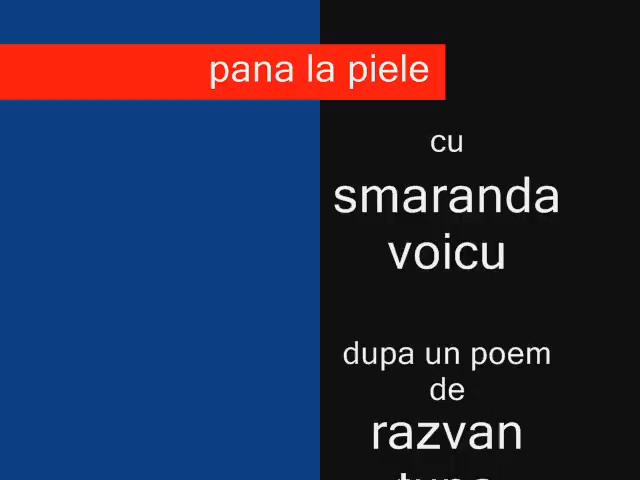 pana la piele
cu
smaranda
voicu
dupa un poem
de
razvan